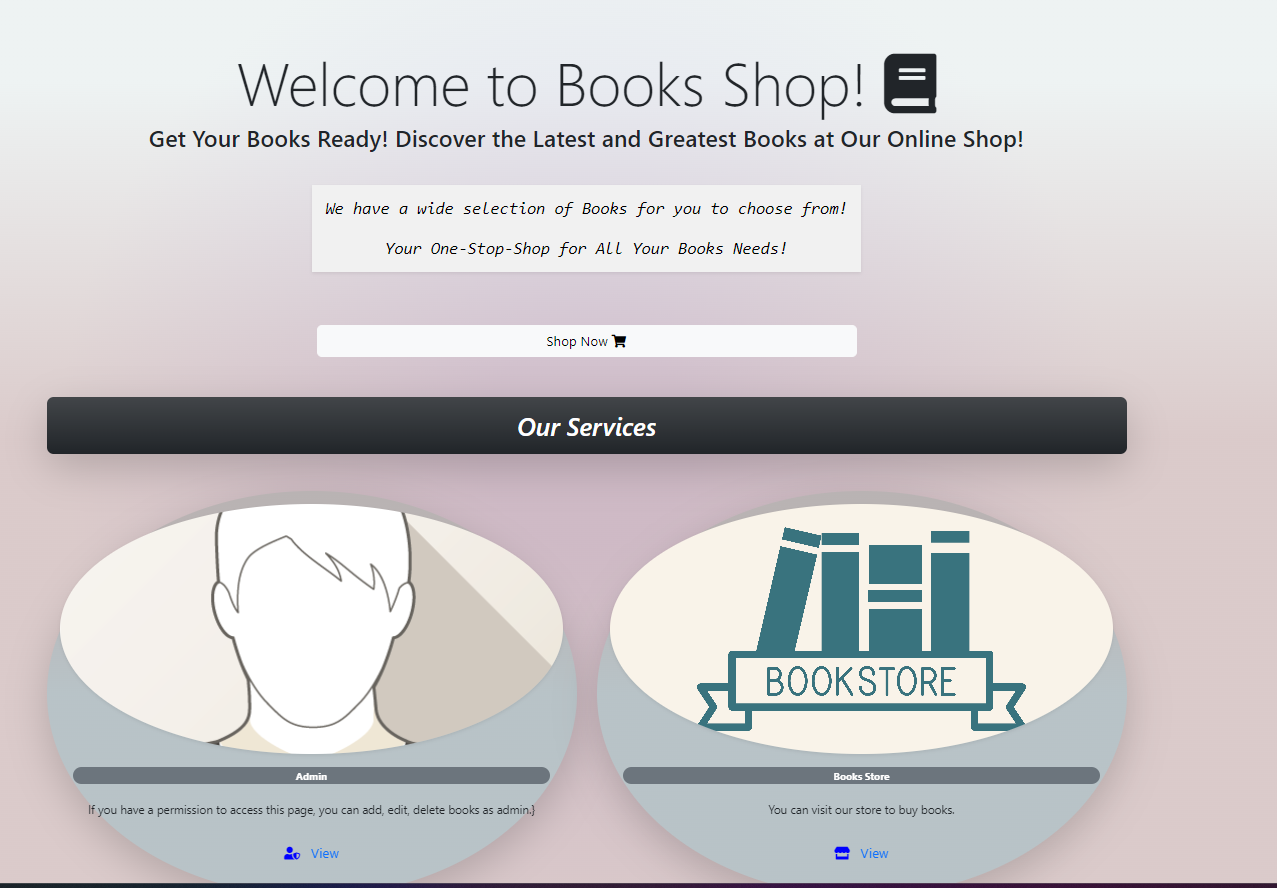 Welcome to Books Shop!
Get Your Books Ready! Discover the Latest and Greatest Books at Our Online Shop!
We have a wide selection of Books for you to choose from!
Your One-Stop-Shop for All Your Books Needs!
Shop Now
Our Services
BOOKSTORE
Admin
If you have a permission to access this page, you can add, edit, delete books as admin.}
View
Books Store
You can visit our store to buy books.
View